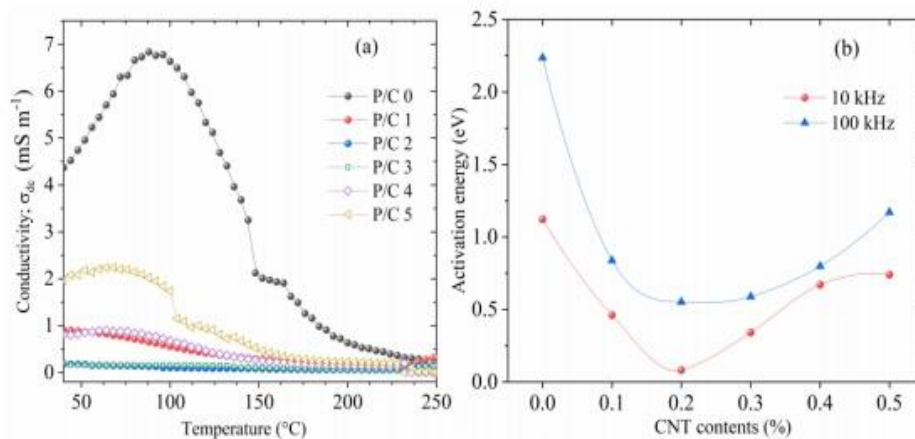 (a)
7
6
5
4
3
2
1
0
Conductivity; σdc (mS m⁻¹)
P/C 0
P/C 1
P/C 2
P/C 3
P/C 4
P/C 5
50 100 150 200 250
Temperature (°C)
(b)
2.5
2.0
1.5
1.0
0.5
0.0
Activation energy (eV)
10 kHz
100 kHz
0.0 0.1 0.2 0.3 0.4 0.5
CNT contents (%)